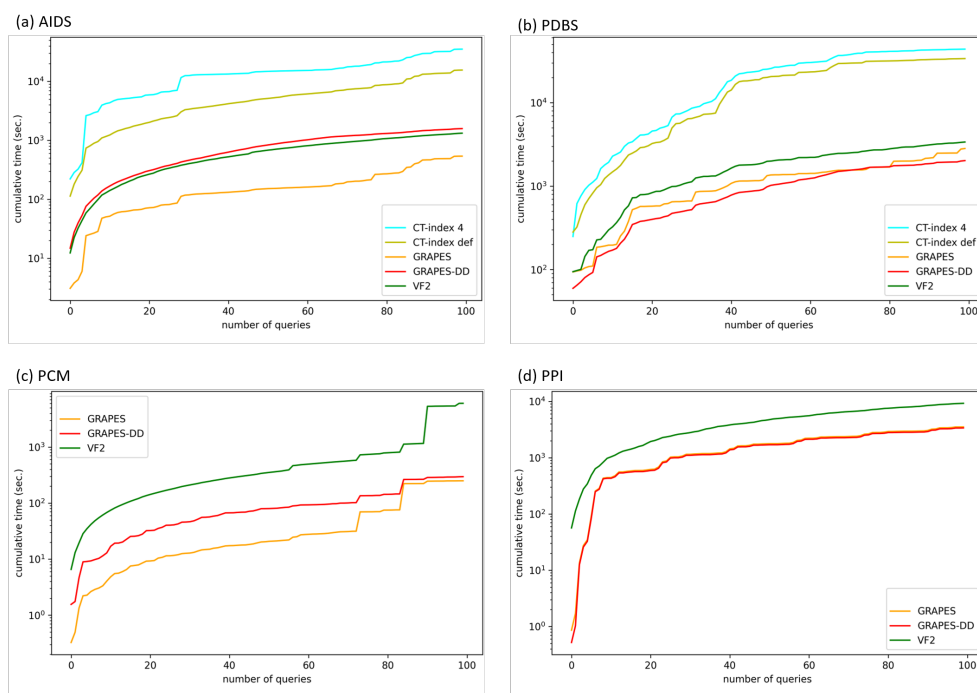 (a) AIDS
cumulative time (sec.)
10^4
10^3
10^2
10^1
0
20
40
60
80
100
number of queries
CT-index 4
CT-index def
GRAPES
GRAPES-DD
VF2
(b) PDBS
cumulative time (sec.)
10^4
10^3
10^2
0
20
40
60
80
100
number of queries
CT-index 4
CT-index def
GRAPES
GRAPES-DD
VF2
(c) PCM
cumulative time (sec.)
10^3
10^2
10^1
10^0
0
20
40
60
80
100
number of queries
GRAPES
GRAPES-DD
VF2
(d) PPI
cumulative time (sec.)
10^4
10^3
10^2
10^1
10^0
0
20
40
60
80
100
number of queries
GRAPES
GRAPES-DD
VF2